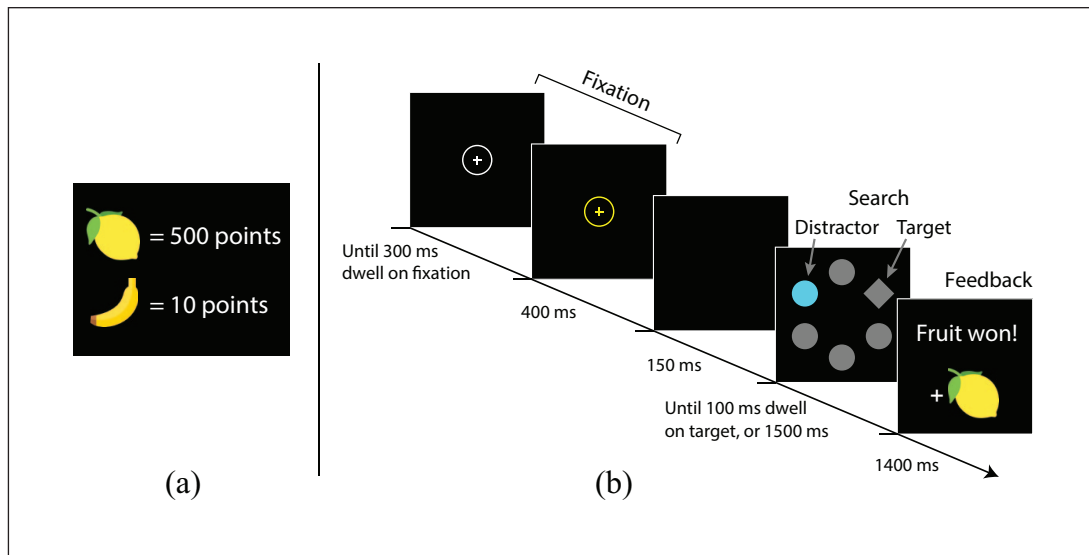 = 500 points
= 10 points
(a)
Fixation
Until 300 ms
dwell on fixation
400 ms
150 ms
Search
Distractor Target
Until 100 ms dwell
on target, or 1500 ms
Feedback
Fruit won!
+
1400 ms
(b)